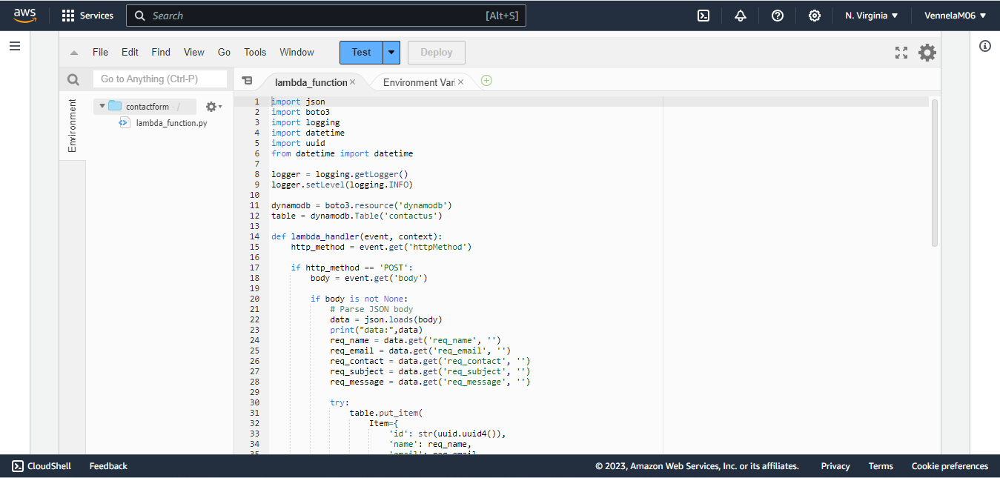 aws Services Search [Alt+S] N. Virginia VennelaM06
File Edit Find View Go Tools Window Test Deploy
Go to Anything (Ctrl-P) lambda_function Environment Vari
Environment
contactform - /
lambda_function.py
1 import json
2 import boto3
3 import logging
4 import datetime
5 import uuid
6 from datetime import datetime
7
8 logger = logging.getLogger()
9 logger.setLevel(logging.INFO)
10
11 dynamodb = boto3.resource('dynamodb')
12 table = dynamodb.Table('contactus')
13
14 def lambda_handler(event, context):
15 http_method = event.get('httpMethod')
16
17 if http_method == 'POST':
18 body = event.get('body')
19
20 if body is not None:
21 # Parse JSON body
22 data = json.loads(body)
23 print("data:",data)
24 req_name = data.get('req_name', '')
25 req_email = data.get('req_email', '')
26 req_contact = data.get('req_contact', '')
27 req_subject = data.get('req_subject', '')
28 req_message = data.get('req_message', '')
29
30 try:
31 table.put_item(
32 Item={
33 'id': str(uuid.uuid4()),
34 'name': req_name,
35 'email': req_email
CloudShell Feedback © 2023, Amazon Web Services, Inc. or its affiliates. Privacy Terms Cookie preferences